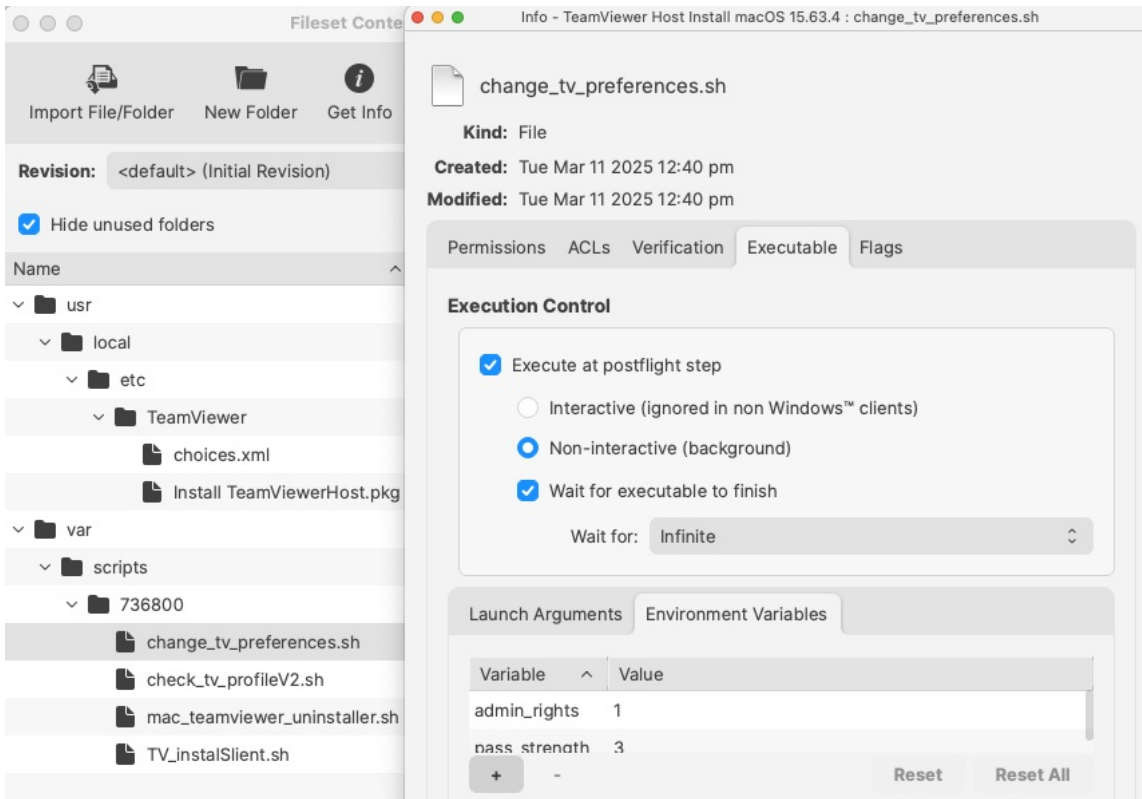 Fileset Conte
Import File/Folder
New Folder
Get Info
Revision: <default> (Initial Revision)
Hide unused folders
Name
usr
local
etc
TeamViewer
choices.xml
Install TeamViewerHost.pkg
var
scripts
736800
change_tv_preferences.sh
check_tv_profileV2.sh
mac_teamviewer_uninstaller.sh
TV_instalSlient.sh
Info - TeamViewer Host Install macOS 15.63.4 : change_tv_preferences.sh
change_tv_preferences.sh
Kind: File
Created: Tue Mar 11 2025 12:40 pm
Modified: Tue Mar 11 2025 12:40 pm
Permissions ACLs Verification Executable Flags
Execution Control
Execute at postflight step
Interactive (ignored in non Windows™ clients)
Non-interactive (background)
Wait for executable to finish
Wait for: Infinite
Launch Arguments Environment Variables
Variable Value
admin_rights 1
pass_strength 3
+ -
Reset Reset All